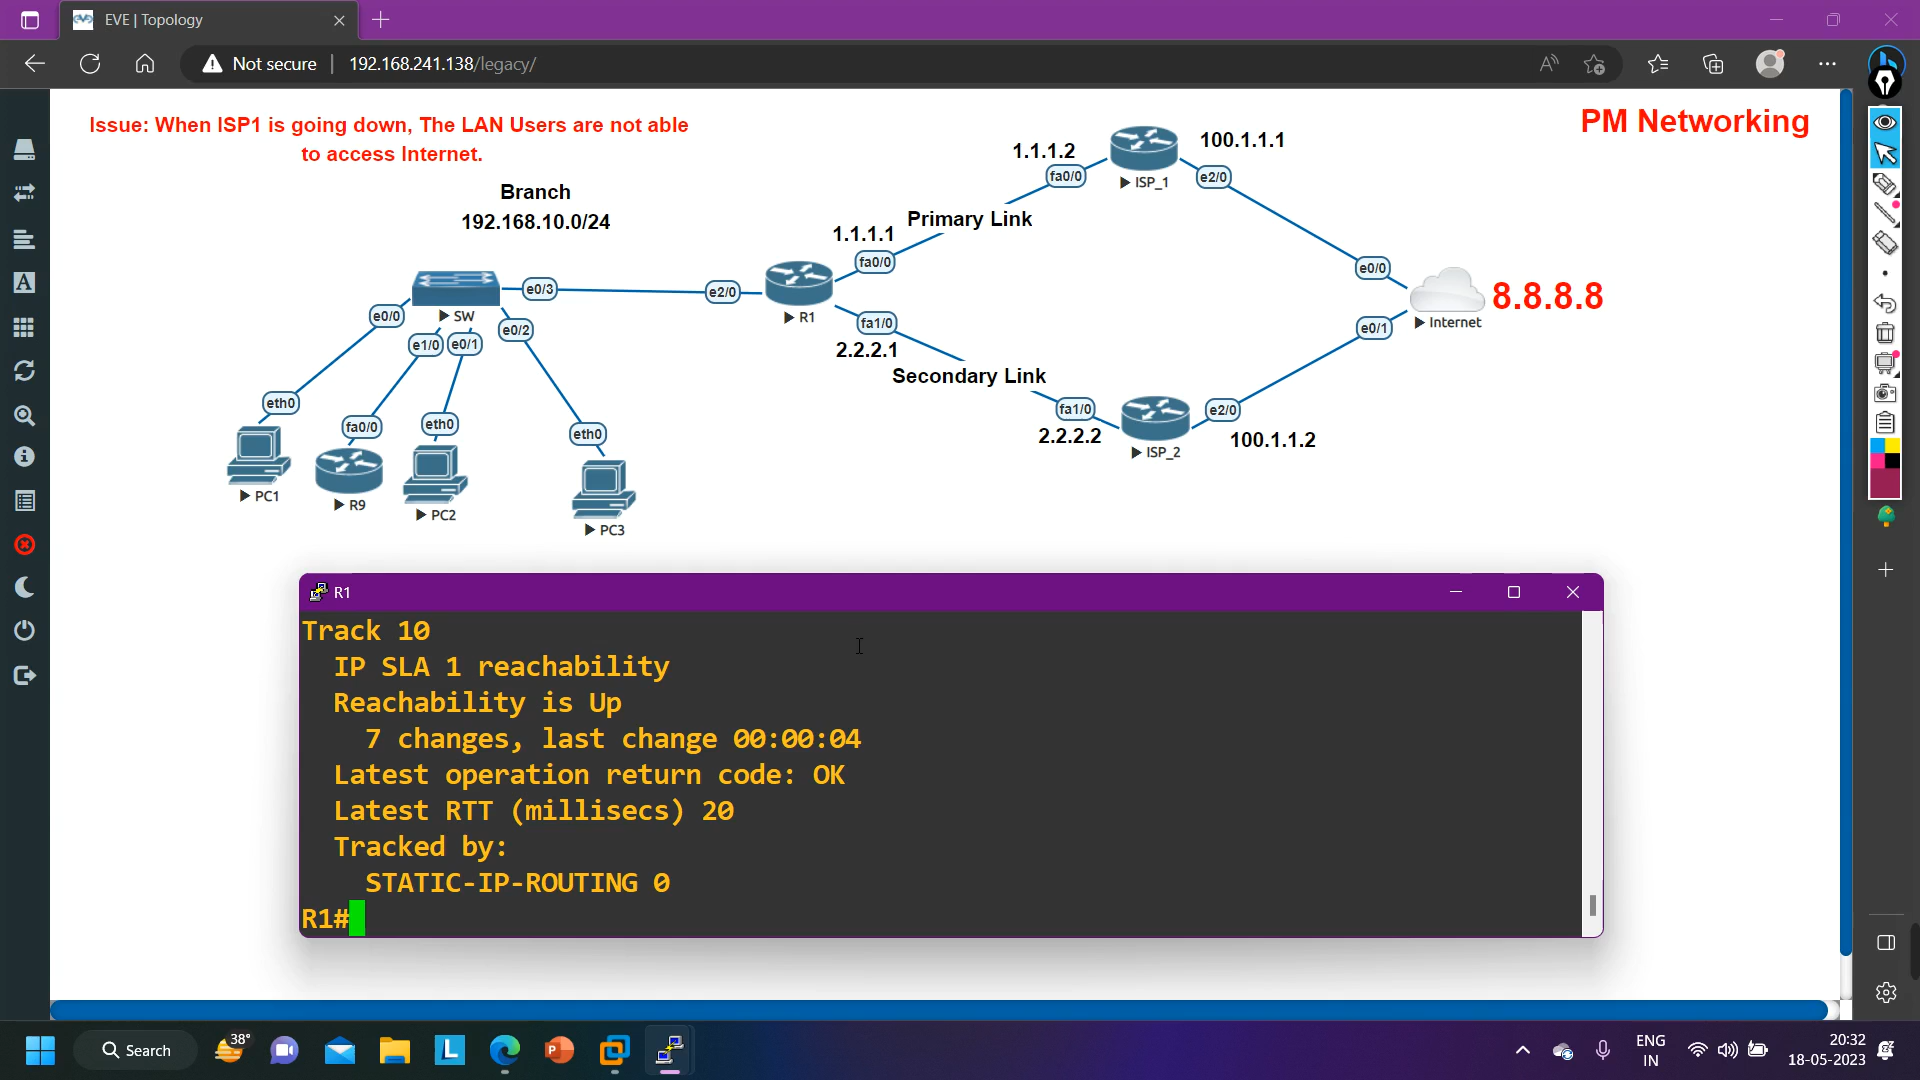 EVE | Topology
Not secure
192.168.241.138/legacy/
Issue: When ISP1 is going down, The LAN Users are not able
to access Internet.
PM Networking
Branch
192.168.10.0/24
1.1.1.2
100.1.1.1
fa0/0
ISP_1
e2/0
Primary Link
1.1.1.1
fa0/0
e0/3
e2/0
R1
e0/0
8.8.8.8
Internet
e0/0
SW
e0/2
e1/0
e0/1
fa1/0
e0/1
2.2.2.1
Secondary Link
eth0
fa0/0
eth0
eth0
fa1/0
e2/0
2.2.2.2
100.1.1.2
ISP_2
PC1
R9
PC2
PC3
R1
Track 10
IP SLA 1 reachability
Reachability is Up
7 changes, last change 00:00:04
Latest operation return code: OK
Latest RTT (millisecs) 20
Tracked by:
STATIC-IP-ROUTING 0
R1#
Search
38°
ENG
IN
20:32
18-05-2023